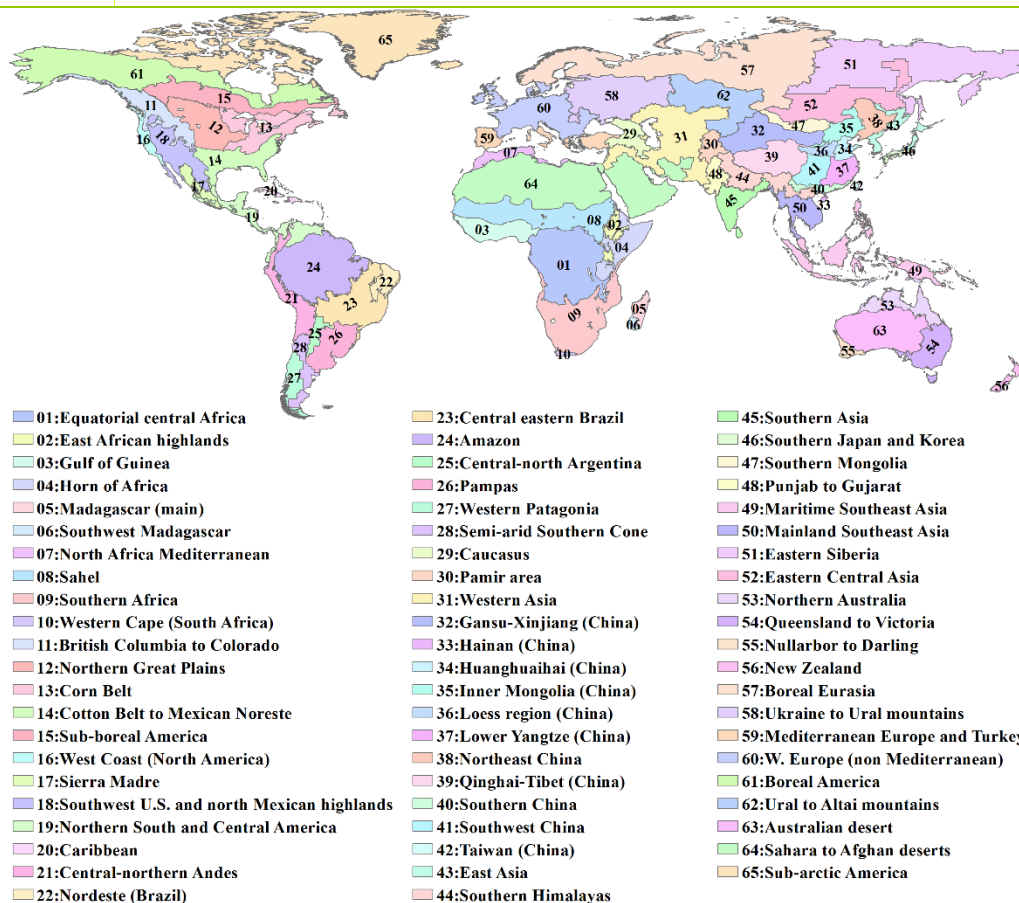 65
61
57
51
62
58
60
52
11
15
47
38
43
35
59
29
31
32
12
13
18
16
30
36
34
46
14
07
39
41
37
48
44
64
17
20
45
40
42
33
50
19
08
02
03
04
01
49
24
22
21
23
05
53
09
06
63
25
26
54
28
10
55
27
56
01:Equatorial central Africa
02:East African highlands
03:Gulf of Guinea
04:Horn of Africa
05:Madagascar (main)
06:Southwest Madagascar
07:North Africa Mediterranean
08:Sahel
09:Southern Africa
10:Western Cape (South Africa)
11:British Columbia to Colorado
12:Northern Great Plains
13:Corn Belt
14:Cotton Belt to Mexican Noreste
15:Sub-boreal America
16:West Coast (North America)
17:Sierra Madre
18:Southwest U.S. and north Mexican highlands
19:Northern South and Central America
20:Caribbean
21:Central-northern Andes
22:Nordeste (Brazil)
23:Central eastern Brazil
24:Amazon
25:Central-north Argentina
26:Pampas
27:Western Patagonia
28:Semi-arid Southern Cone
29:Caucasus
30:Pamir area
31:Western Asia
32:Gansu-Xinjiang (China)
33:Hainan (China)
34:Huanghuaihai (China)
35:Inner Mongolia (China)
36:Loess region (China)
37:Lower Yangtze (China)
38:Northeast China
39:Qinghai-Tibet (China)
40:Southern China
41:Southwest China
42:Taiwan (China)
43:East Asia
44:Southern Himalayas
45:Southern Asia
46:Southern Japan and Korea
47:Southern Mongolia
48:Punjab to Gujarat
49:Maritime Southeast Asia
50:Mainland Southeast Asia
51:Eastern Siberia
52:Eastern Central Asia
53:Northern Australia
54:Queensland to Victoria
55:Nullarbor to Darling
56:New Zealand
57:Boreal Eurasia
58:Ukraine to Ural mountains
59:Mediterranean Europe and Turkey
60:W. Europe (non Mediterranean)
61:Boreal America
62:Ural to Altai mountains
63:Australian desert
64:Sahara to Afghan deserts
65:Sub-arctic America